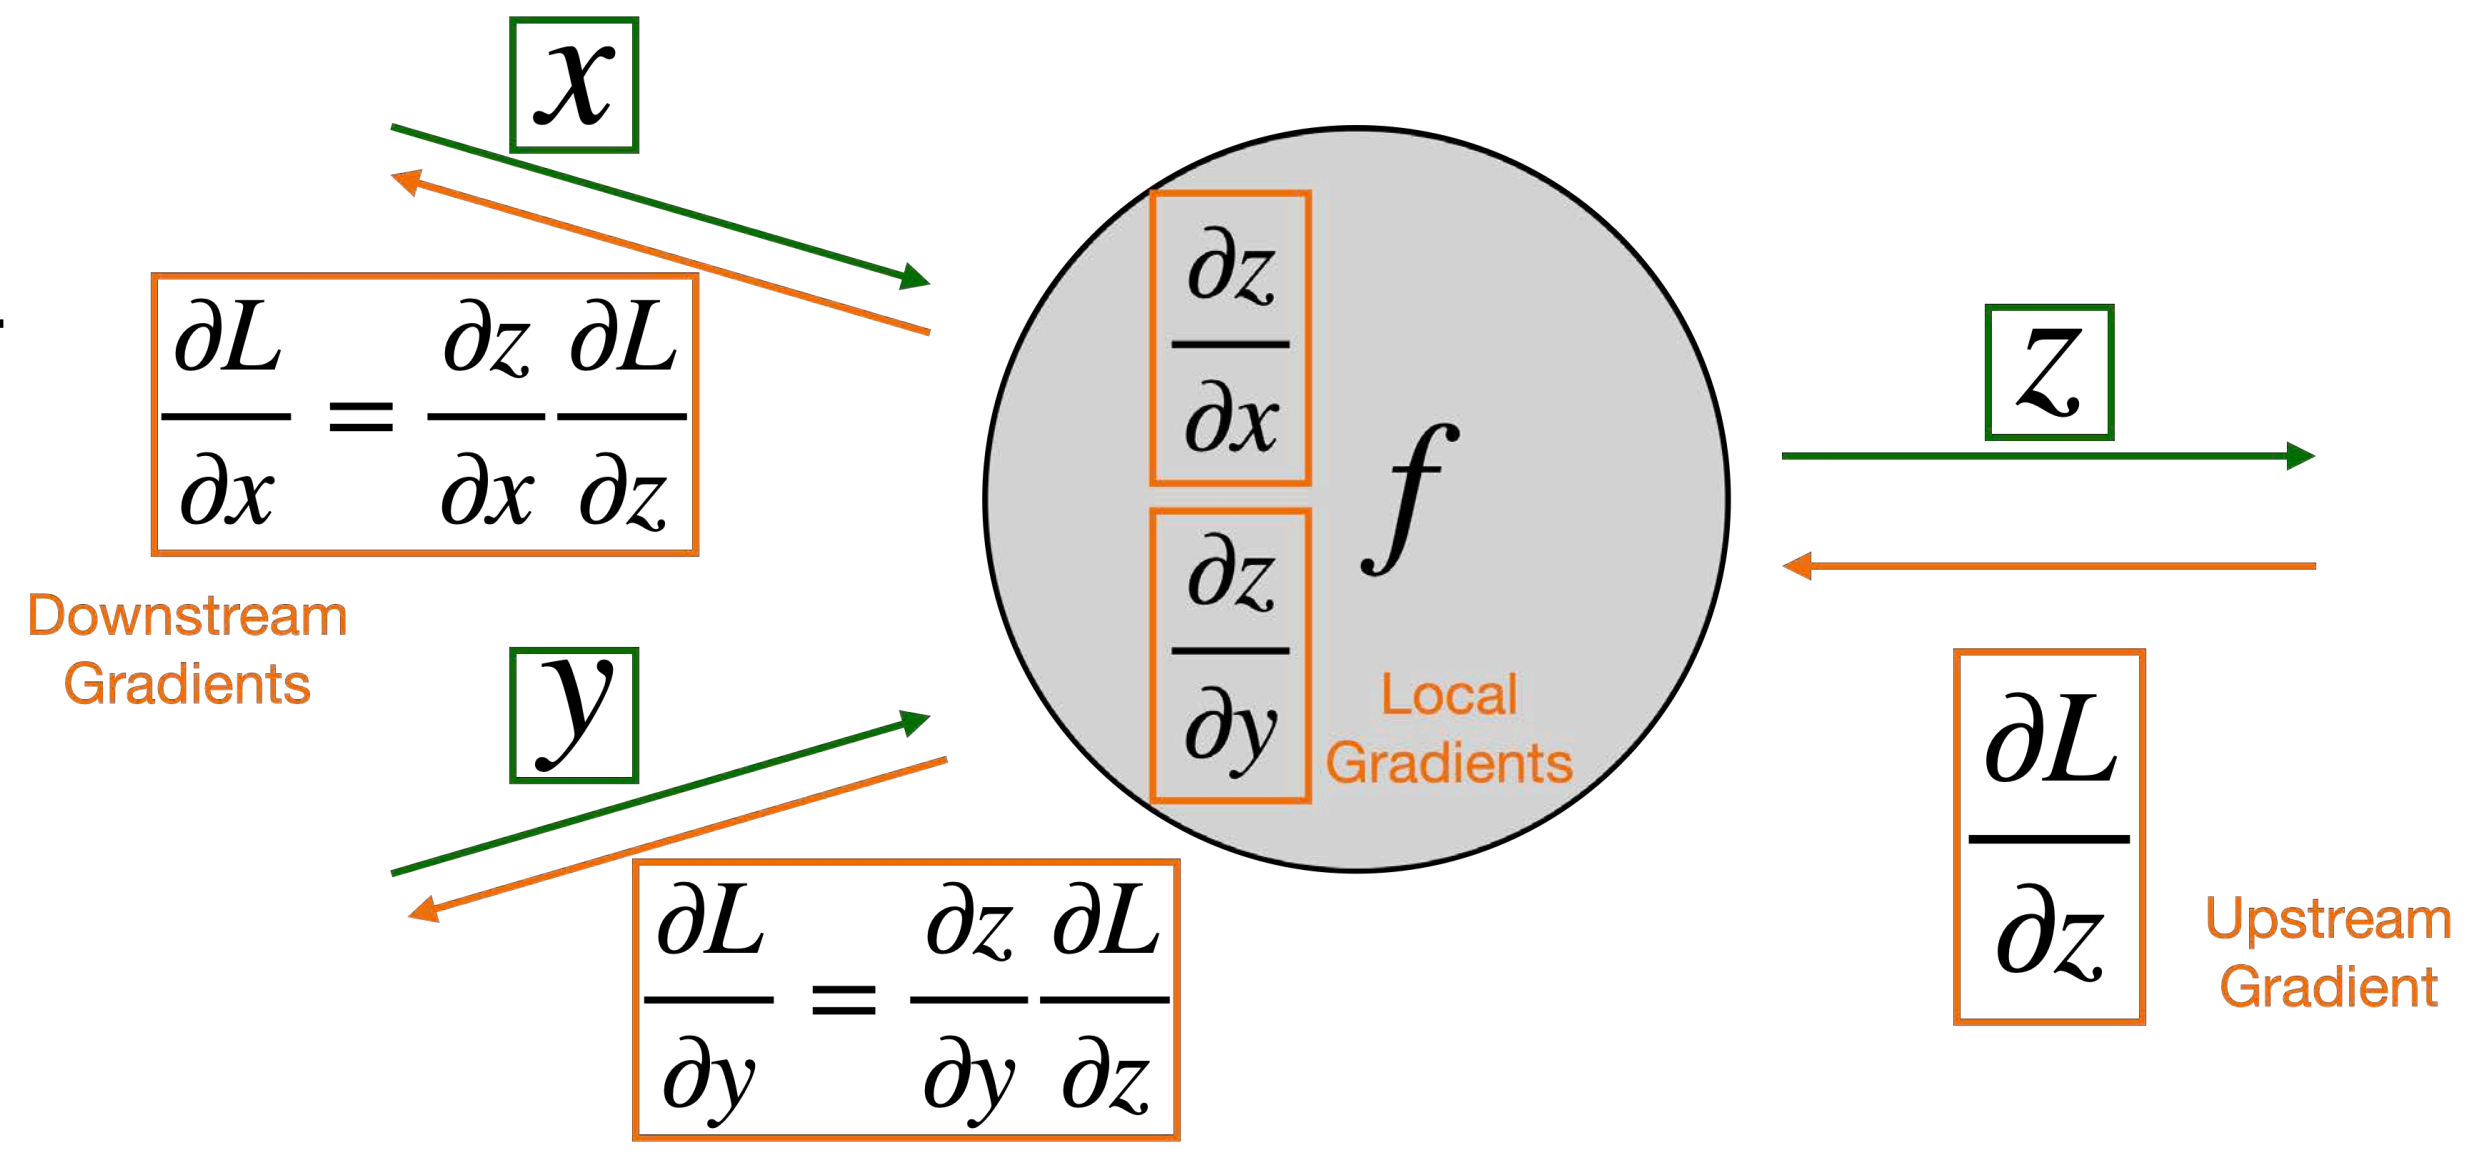 x
∂L/∂x = ∂z/∂x ∂L/∂z
Downstream
Gradients
y
∂L/∂y = ∂z/∂y ∂L/∂z
∂z/∂x
∂z/∂y
f
Local
Gradients
z
∂L/∂z
Upstream
Gradient